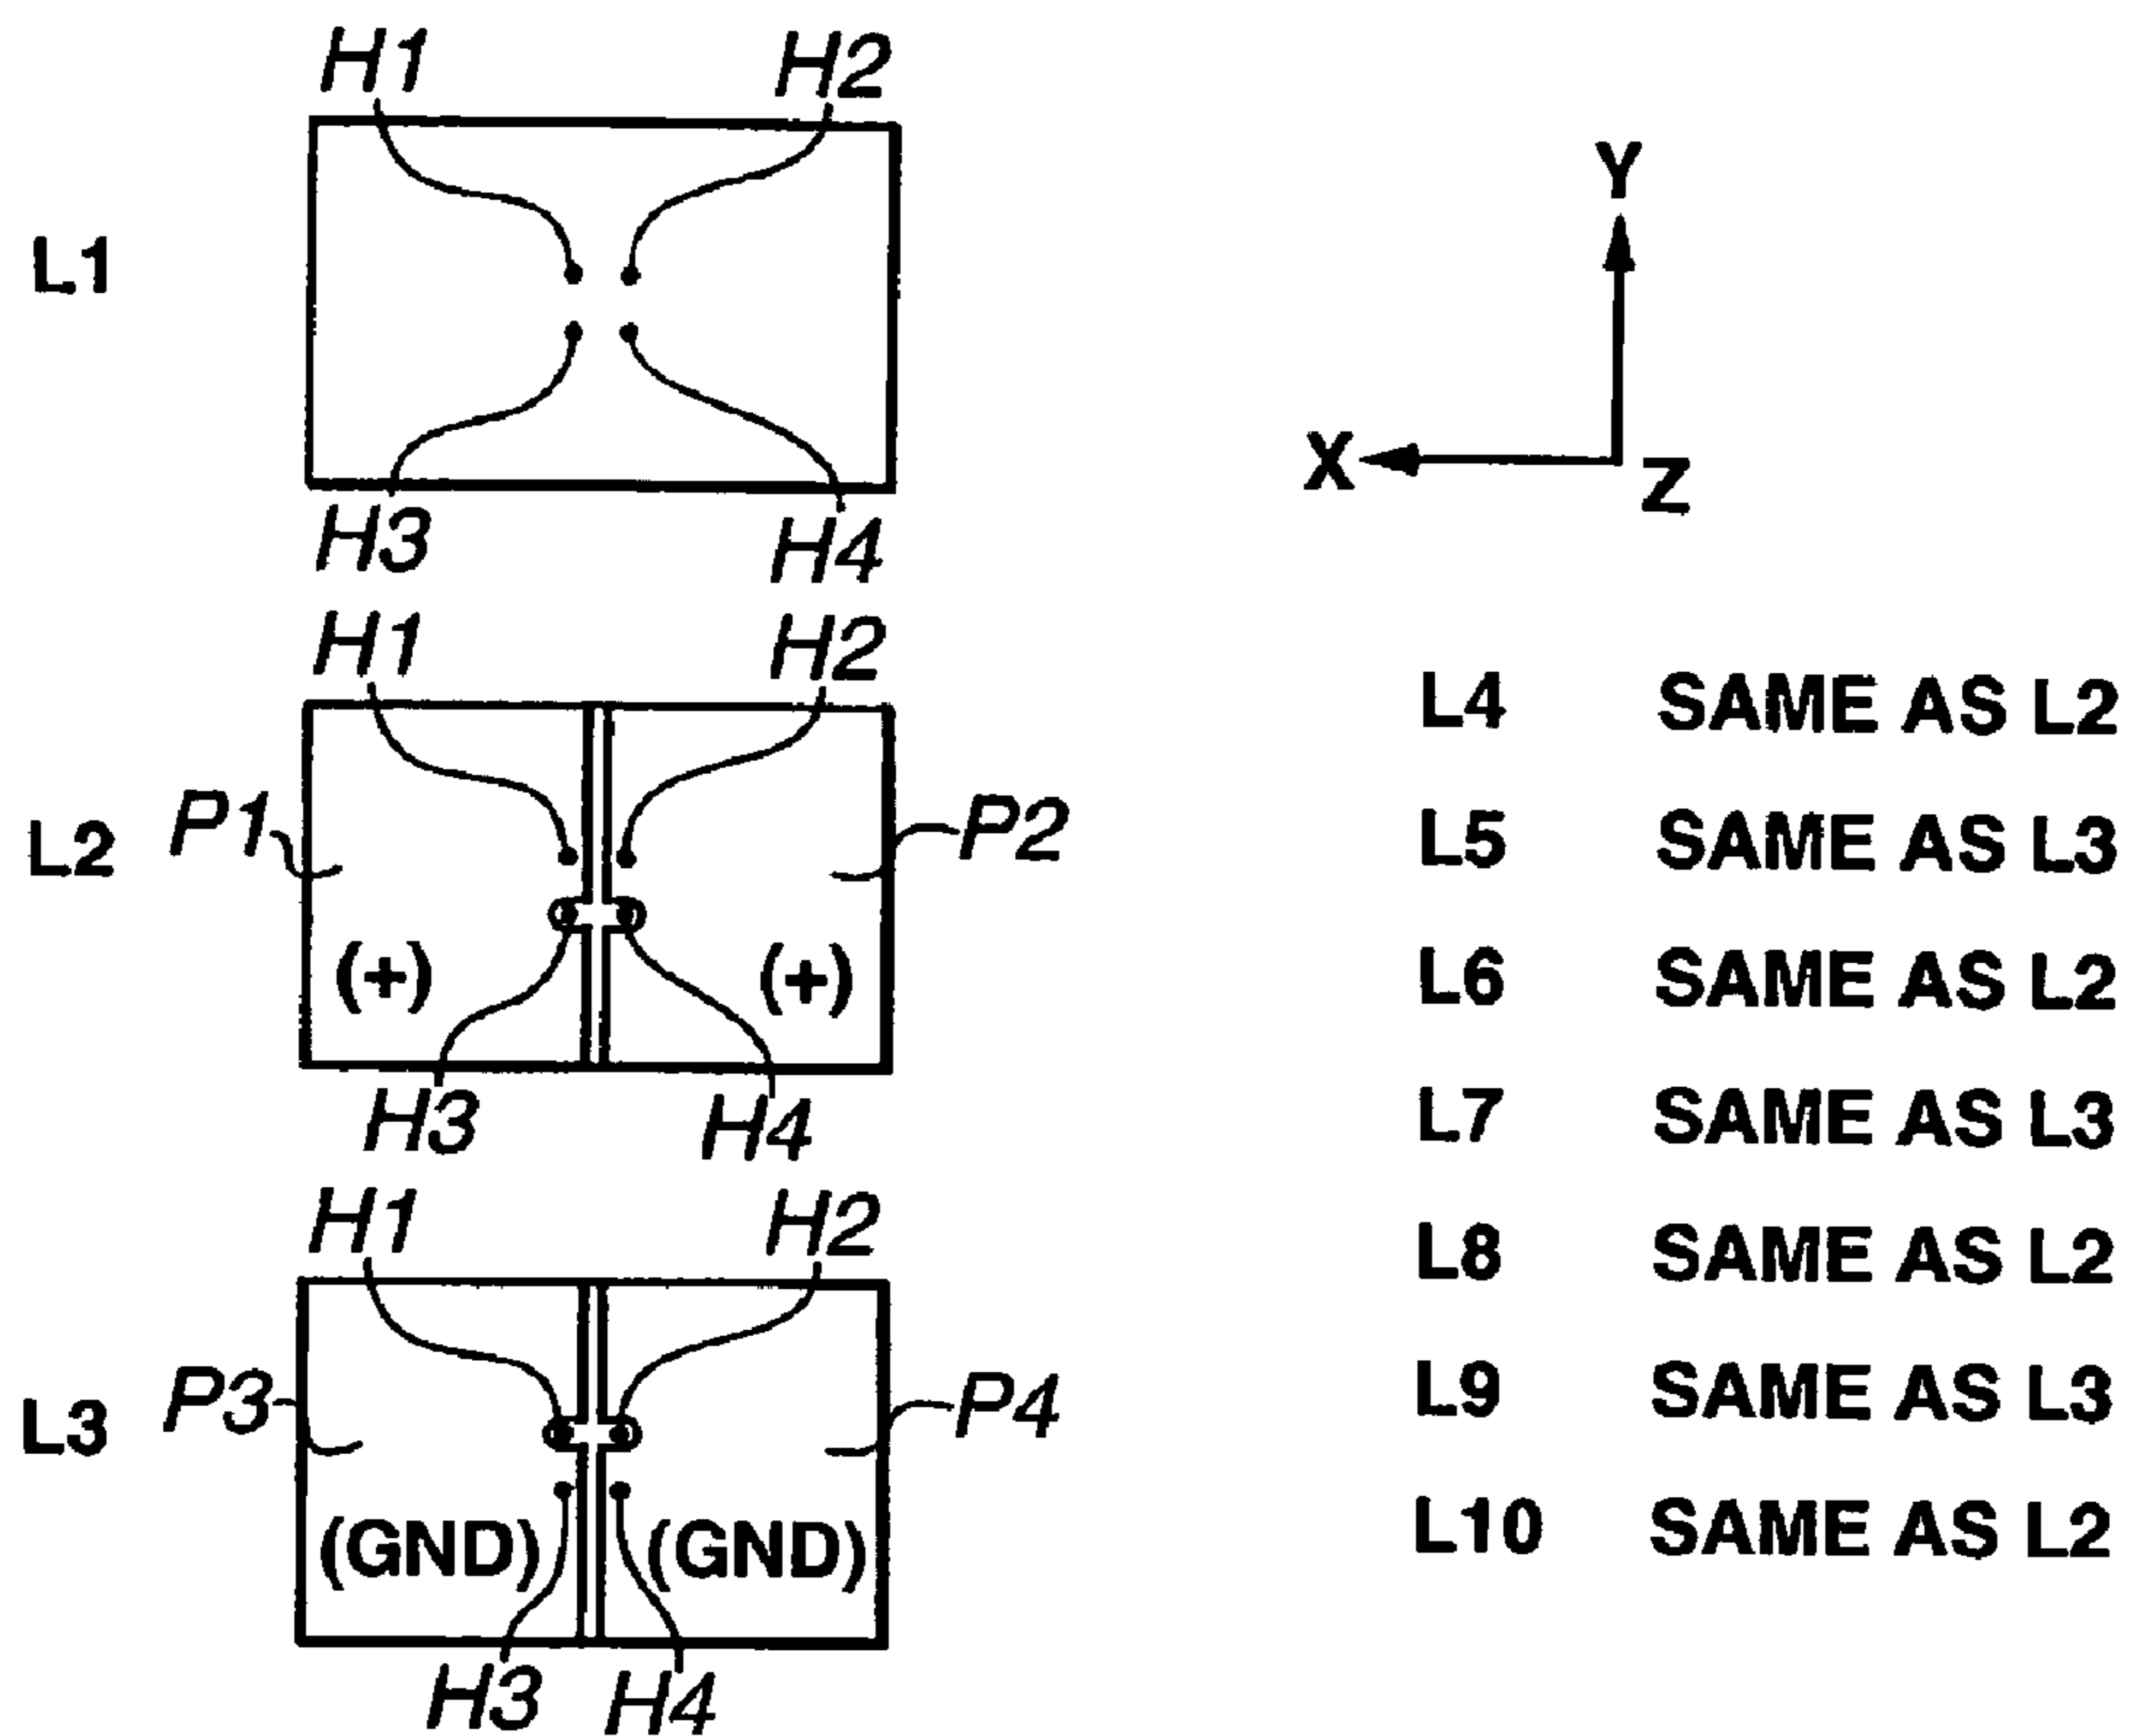 H1 H2
L1
H3 H4
Y
X Z
H1 H2
L2 P1 P2
(+) (+)
H3 H4
H1 H2
L3 P3 P4
(GND) (GND)
H3 H4
L4 SAME AS L2
L5 SAME AS L3
L6 SAME AS L2
L7 SAME AS L3
L8 SAME AS L2
L9 SAME AS L3
L10 SAME AS L2